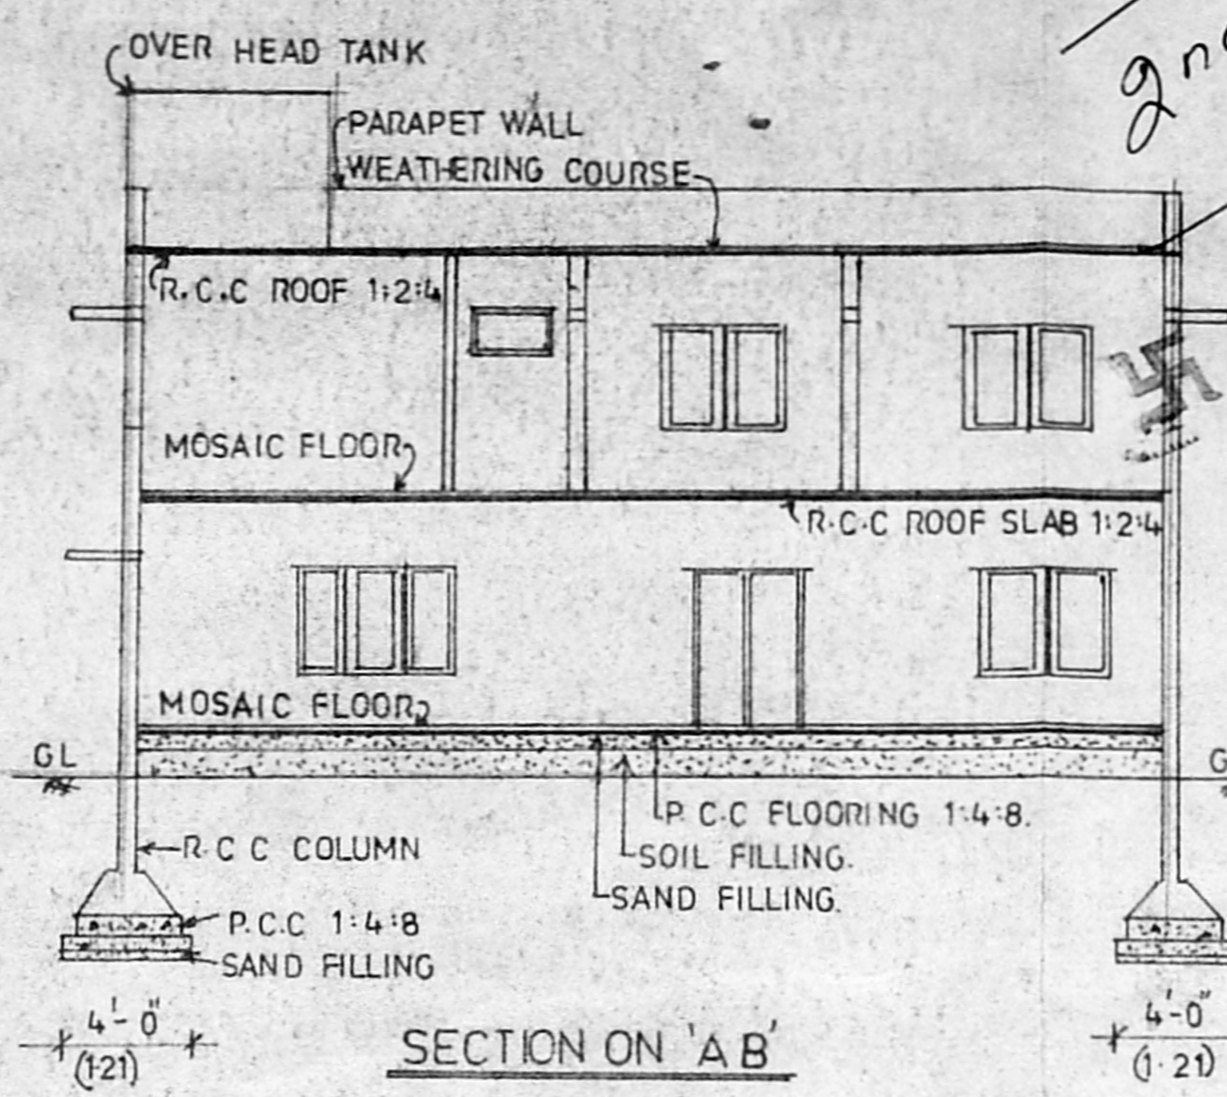 OVER HEAD TANK
2n
PARAPET WALL
WEATHERING COURSE
R.C.C ROOF 1:2:4
MOSAIC FLOOR
R.C.C ROOF SLAB 1:2:4
MOSAIC FLOOR
GL
G
P.C.C FLOORING 1:4:8.
R.C C COLUMN
SOIL FILLING.
SAND FILLING.
P.C.C 1:4:8
SAND FILLING
4'-0"
(1·21)
SECTION ON 'AB'
4'-0"
(1·21)